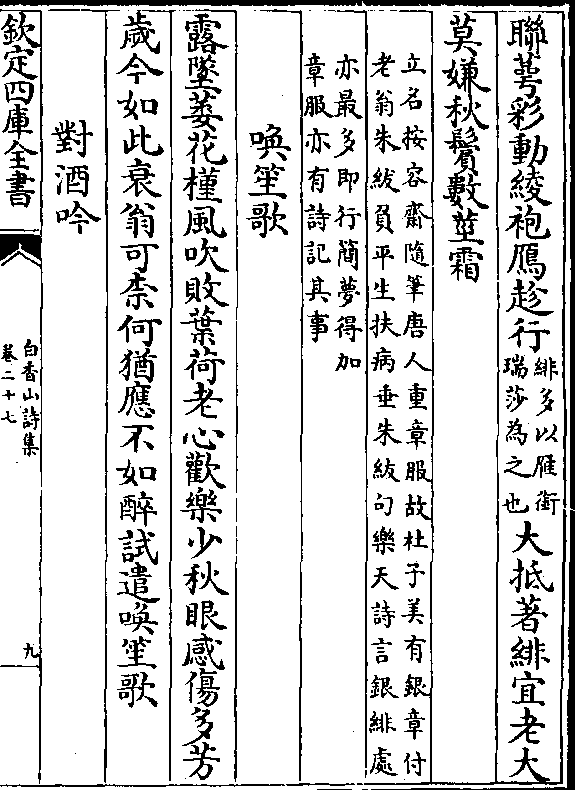 聯萼彩動綾袍鴈趁行緋多以雁銜
瑞莎為之也大抵著緋宜老大
莫嫌秋鬢數莖霜
立名按容齋隨筆唐人重章服故杜子美有銀章付
老翁朱紱負平生扶病垂朱紱句樂天詩言銀緋處
亦最多即行簡夢得加
章服亦有詩記其事
喚笙歌
露墜萎花槿風吹敗葉荷老心歡樂少秋眼感傷多芳
歲今如此衰翁可柰何猶應不如醉試遣喚笙歌
對酒吟
欽定四庫全書
白香山詩集
卷二十七
九